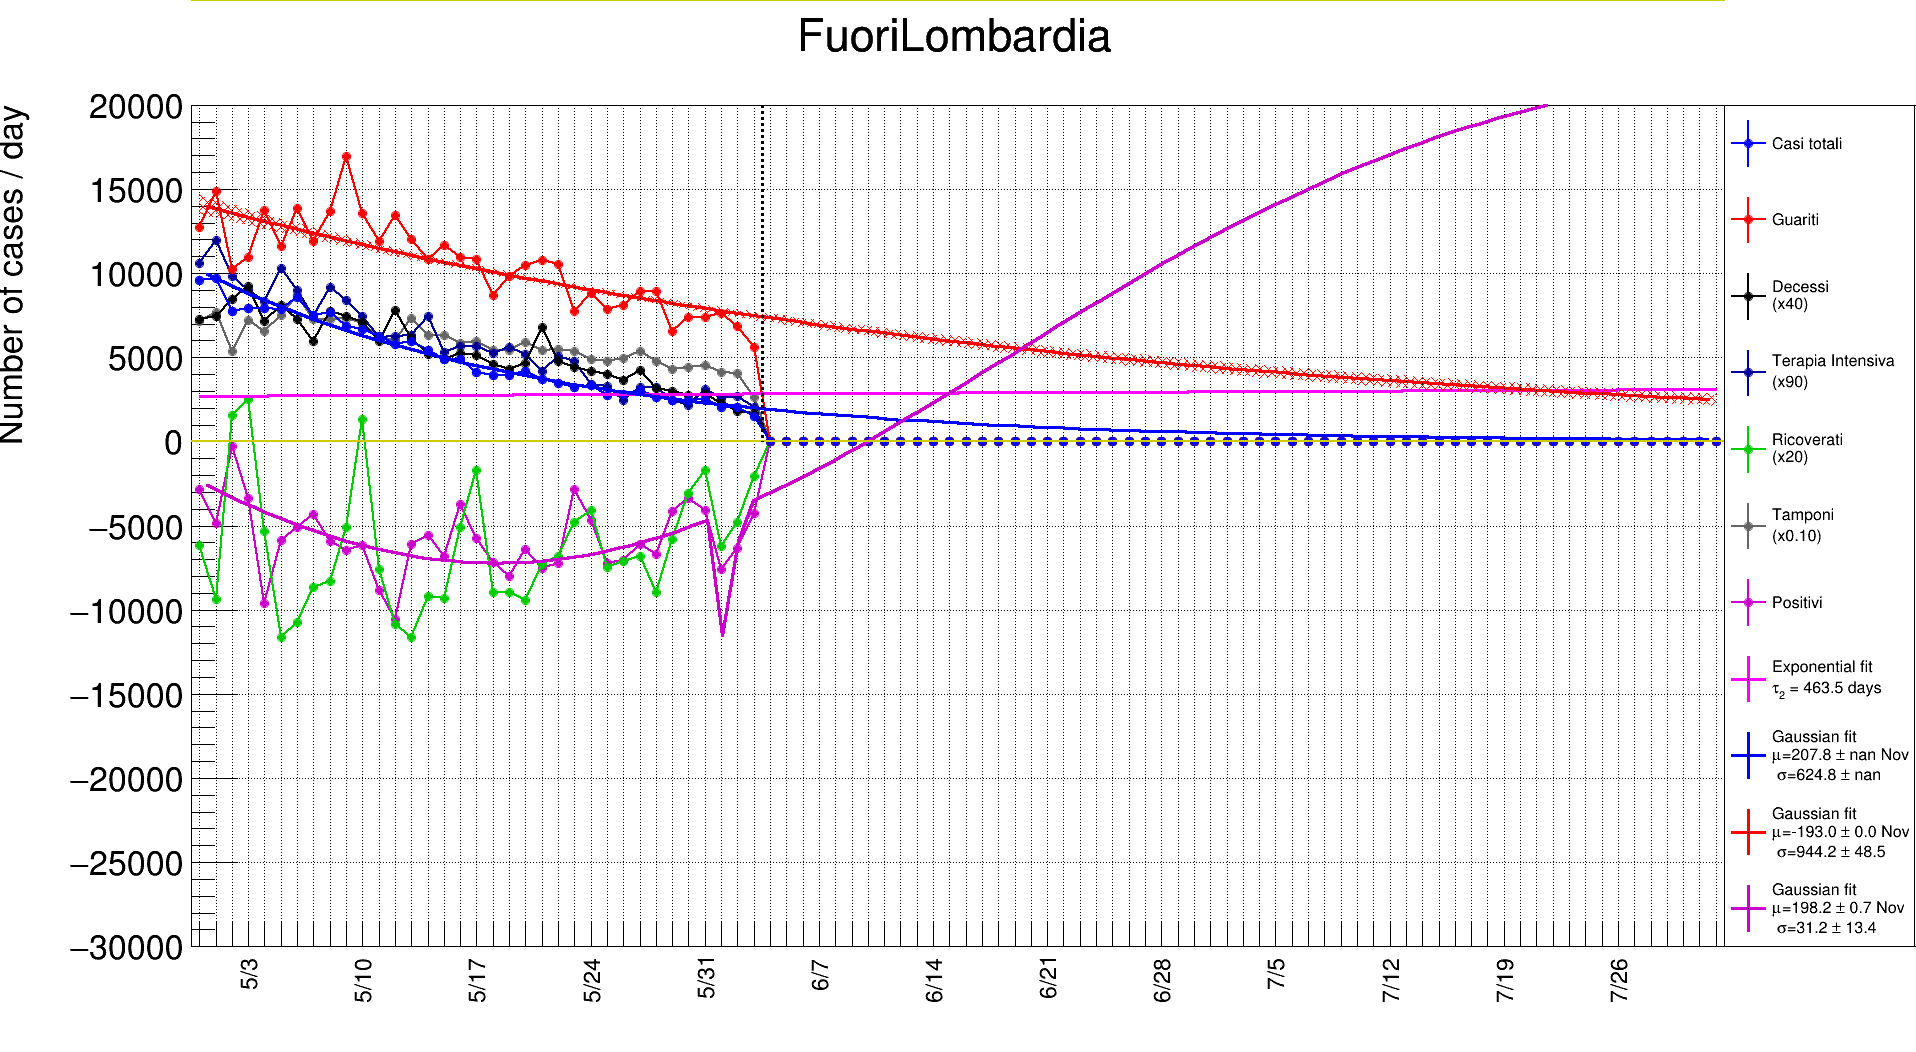 FuoriLombardia
Number of cases / day
20000
15000
10000
5000
0
−5000
−10000
−15000
−20000
−25000
−30000
5/3
5/10
5/17
5/24
5/31
6/7
6/14
6/21
6/28
7/5
7/12
7/19
7/26
Casi totali
Guariti
Decessi
(x40)
Terapia Intensiva
(x90)
Ricoverati
(x20)
Tamponi
(x0.10)
Positivi
Exponential fit
τ2 = 463.5 days
Gaussian fit
μ=207.8 ± nan Nov
σ=624.8 ± nan
Gaussian fit
μ=-193.0 ± 0.0 Nov
σ=944.2 ± 48.5
Gaussian fit
μ=198.2 ± 0.7 Nov
σ=31.2 ± 13.4